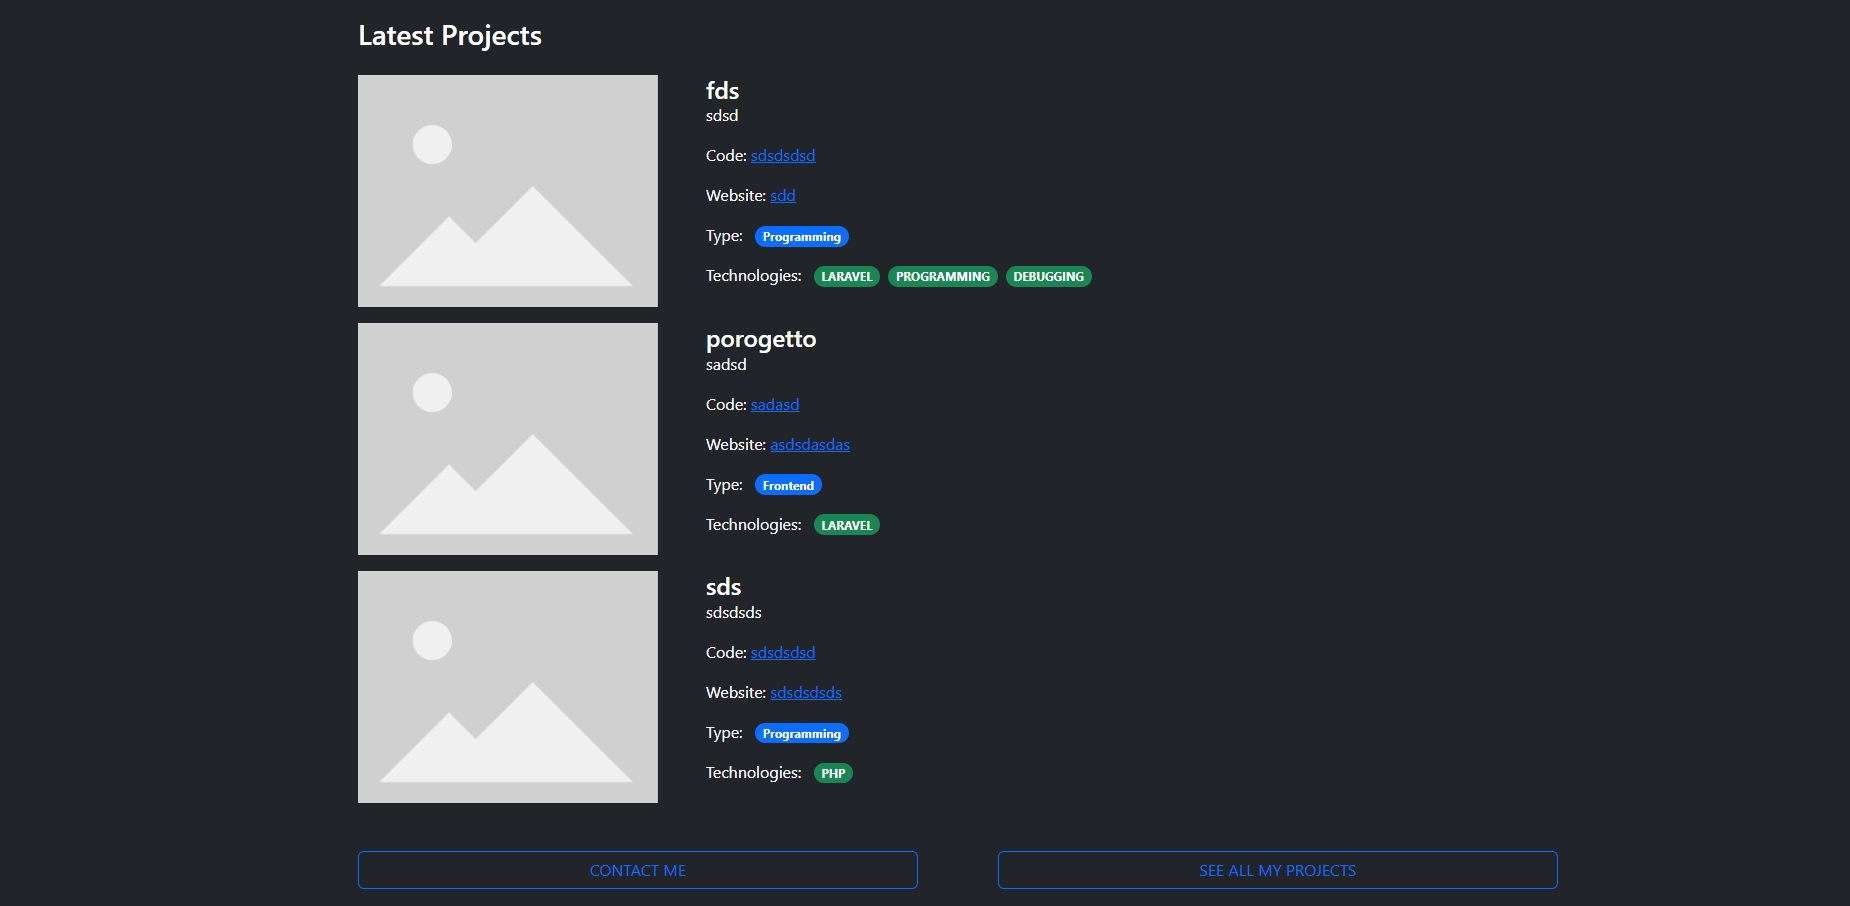 Latest Projects
fds
sdsd
Code: sdsdsdsd
Website: sdd
Type: Programming
Technologies: LARAVEL PROGRAMMING DEBUGGING
porogetto
sadsd
Code: sadasd
Website: asdsdasdas
Type: Frontend
Technologies: LARAVEL
sds
sdsdsds
Code: sdsdsdsd
Website: sdsdsdsds
Type: Programming
Technologies: PHP
CONTACT ME
SEE ALL MY PROJECTS